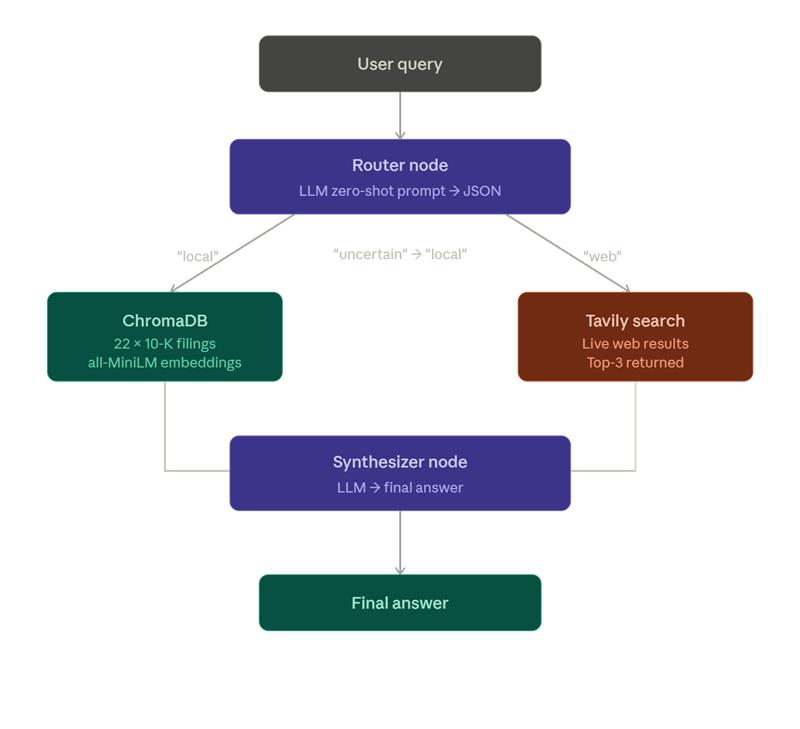 User query
Router node
LLM zero-shot prompt → JSON
"local"
"uncertain" → "local"
"web"
ChromaDB
22 × 10-K filings
all-MiniLM embeddings
Tavily search
Live web results
Top-3 returned
Synthesizer node
LLM → final answer
Final answer